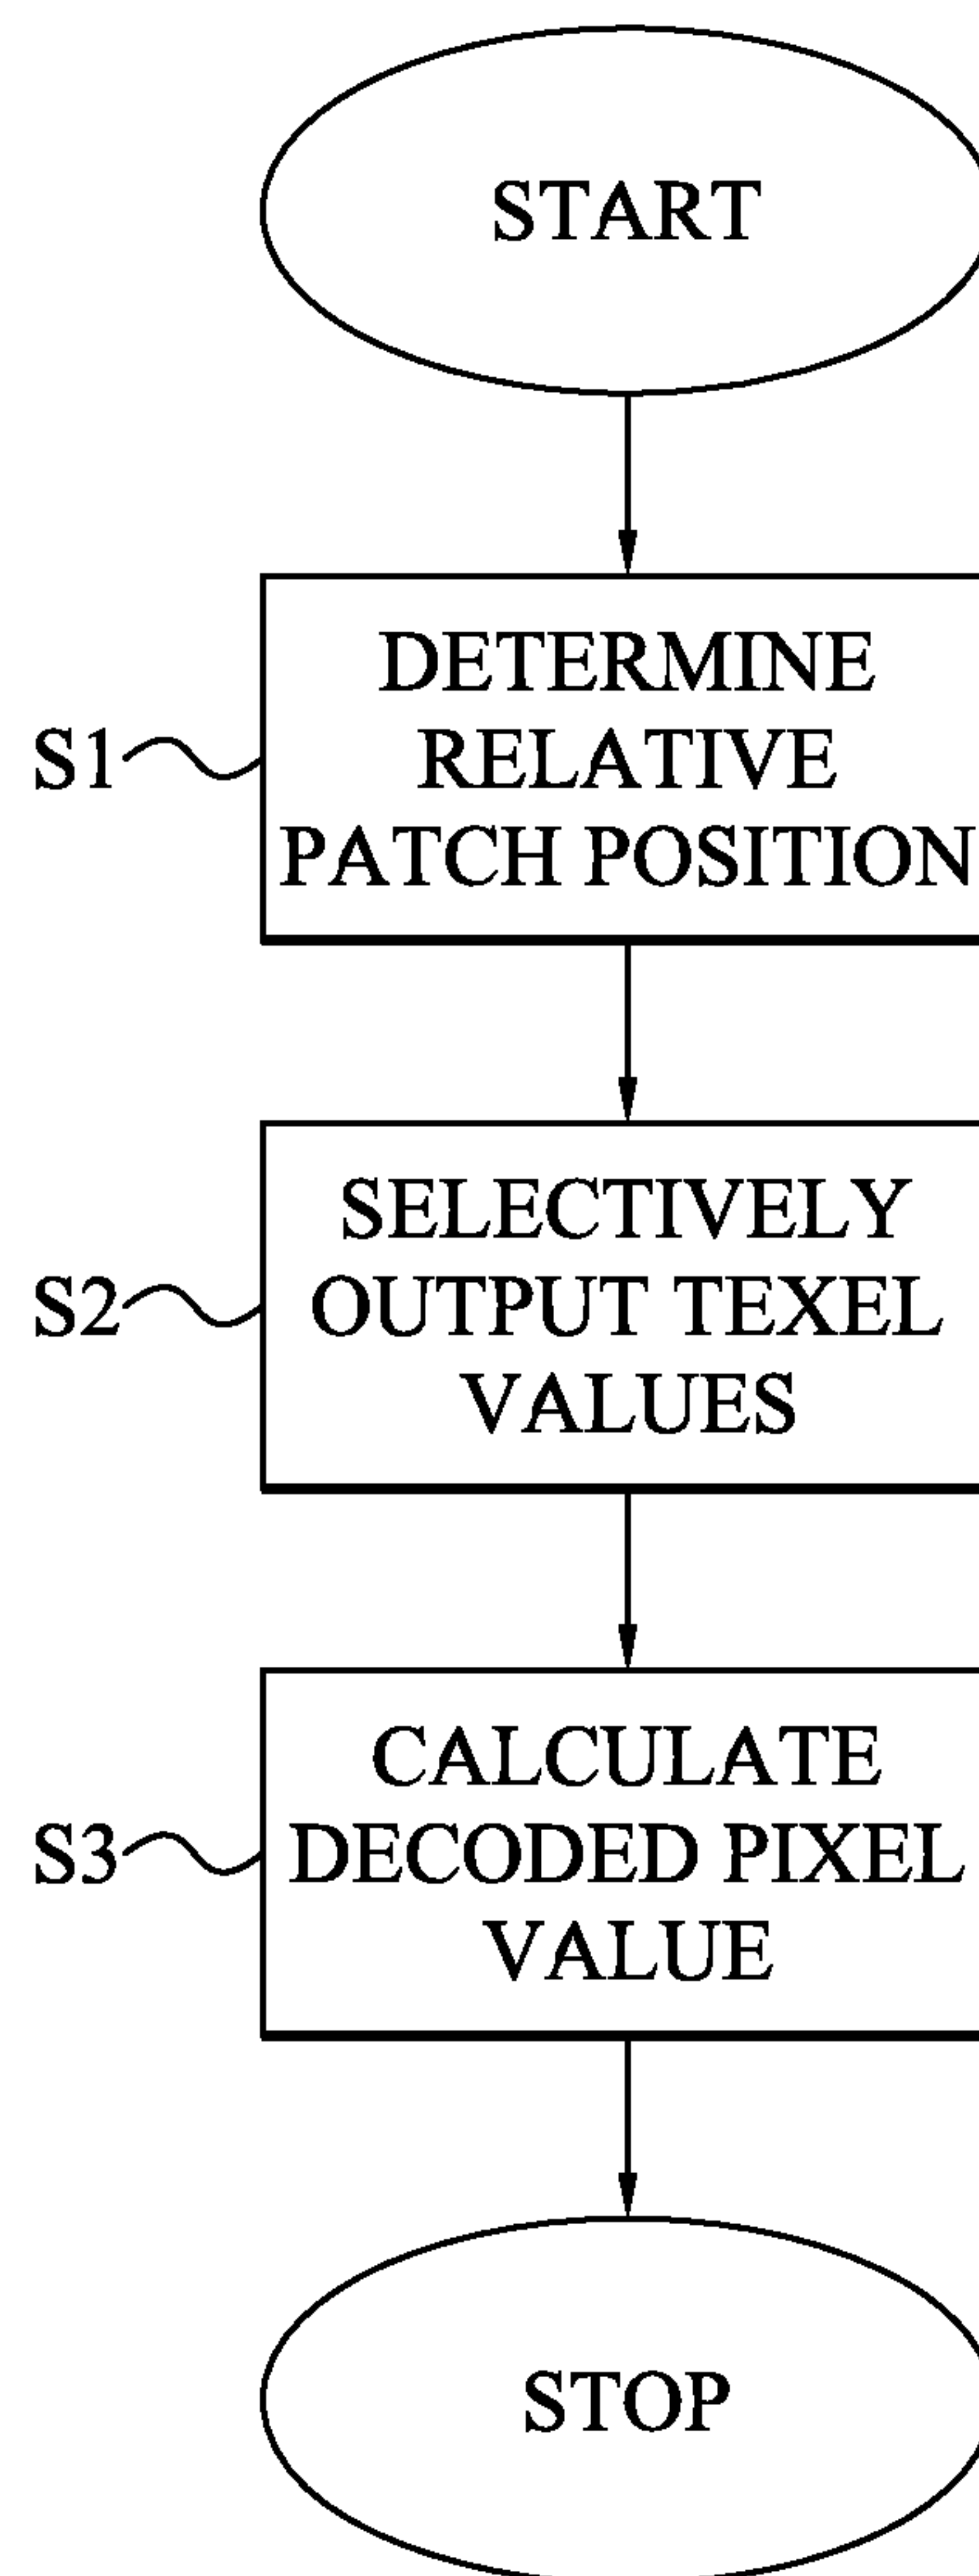 START
S1
DETERMINE
RELATIVE
PATCH POSITION
S2
SELECTIVELY
OUTPUT TEXEL
VALUES
S3
CALCULATE
DECODED PIXEL
VALUE
STOP